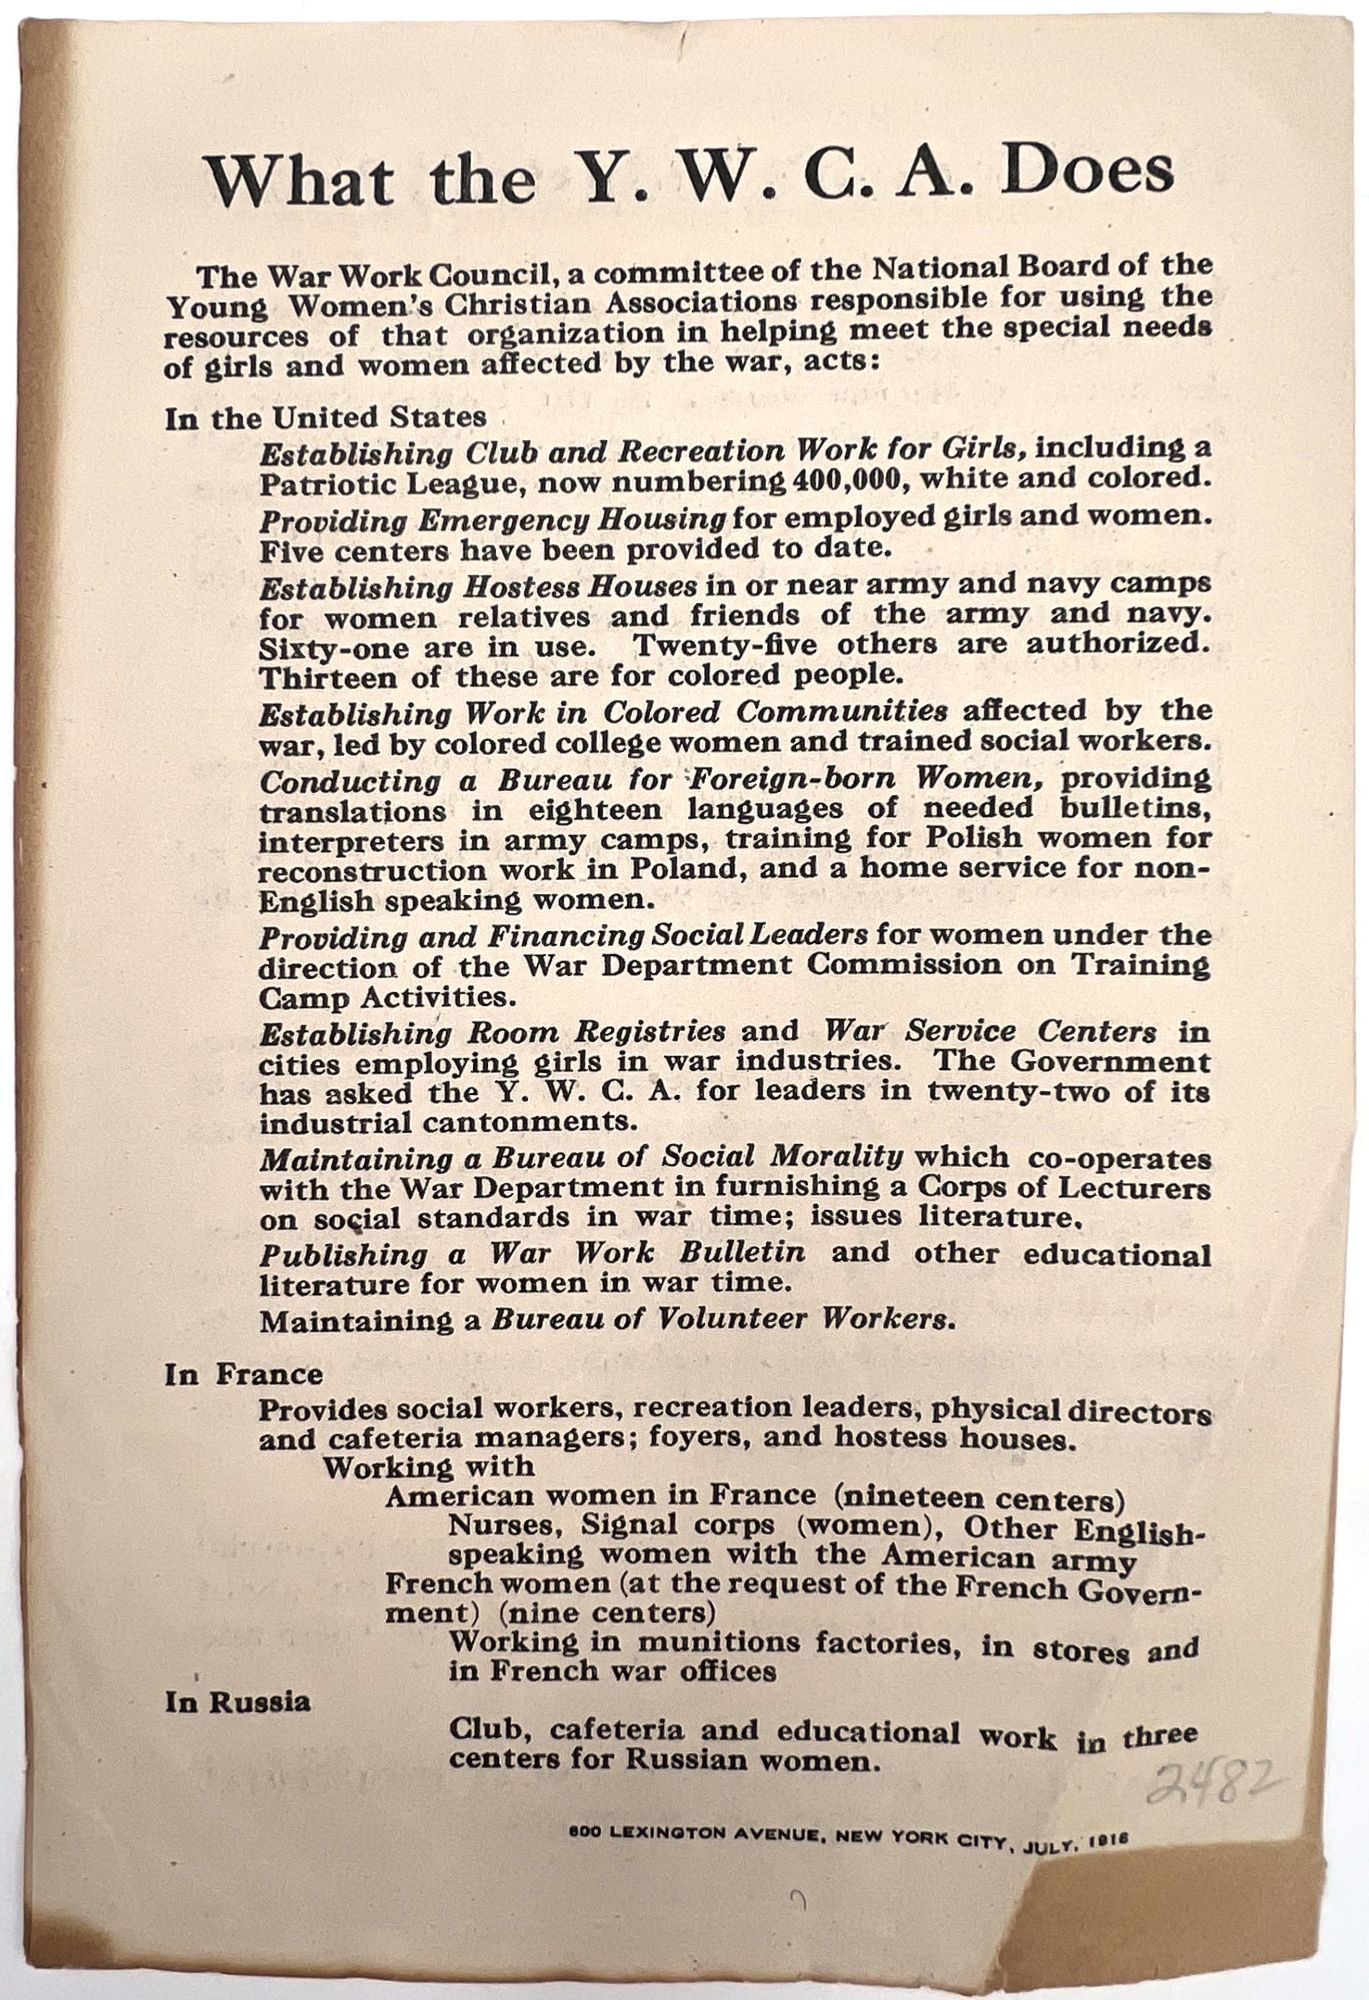 What the Y. W. C. A. Does
The War Work Council, a committee of the National Board of the
Young Women's Christian Associations responsible for using the
resources of that organization in helping meet the special needs
of girls and women affected by the war, acts:
In the United States
Establishing Club and Recreation Work for Girls, including a
Patriotic League, now numbering 400,000, white and colored.
Providing Emergency Housing for employed girls and women.
Five centers have been provided to date.
Establishing Hostess Houses in or near army and navy camps
for women relatives and friends of the army and navy.
Sixty-one are in use. Twenty-five others are authorized.
Thirteen of these are for colored people.
Establishing Work in Colored Communities affected by the
war, led by colored college women and trained social workers.
Conducting a Bureau for Foreign-born Women, providing
translations in eighteen languages of needed bulletins,
interpreters in army camps, training for Polish women for
reconstruction work in Poland, and a home service for non-
English speaking women.
Providing and Financing Social Leaders for women under the
direction of the War Department Commission on Training
Camp Activities.
Establishing Room Registries and War Service Centers in
cities employing girls in war industries. The Government
has asked the Y. W. C. A. for leaders in twenty-two of its
industrial cantonments.
Maintaining a Bureau of Social Morality which co-operates
with the War Department in furnishing a Corps of Lecturers
on social standards in war time; issues literature.
Publishing a War Work Bulletin and other educational
literature for women in war time.
Maintaining a Bureau of Volunteer Workers.
In France
Provides social workers, recreation leaders, physical directors
and cafeteria managers; foyers, and hostess houses.
Working with
American women in France (nineteen centers)
Nurses, Signal corps (women), Other English-
speaking women with the American army
French women (at the request of the French Govern-
ment) (nine centers)
Working in munitions factories, in stores and
in French war offices
In Russia
Club, cafeteria and educational work in three
centers for Russian women.
2482
600 LEXINGTON AVENUE, NEW YORK CITY, JULY, 1918